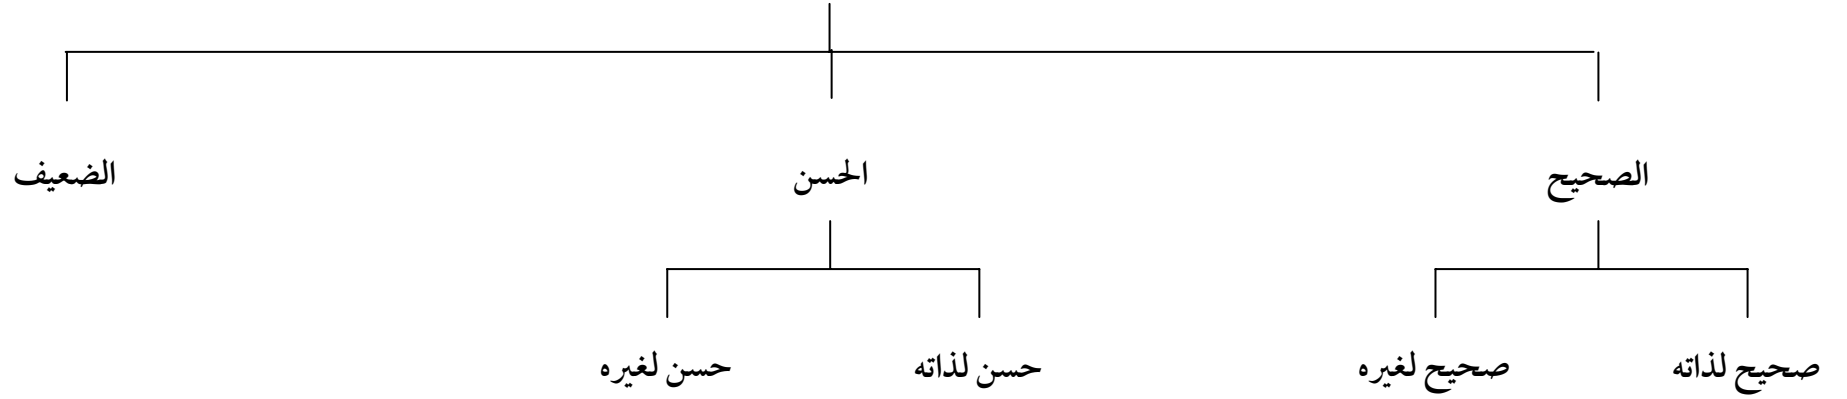 الصحيح الحسن الضعيف
صحيح لذاته صحيح لغيره حسن لذاته حسن لغيره